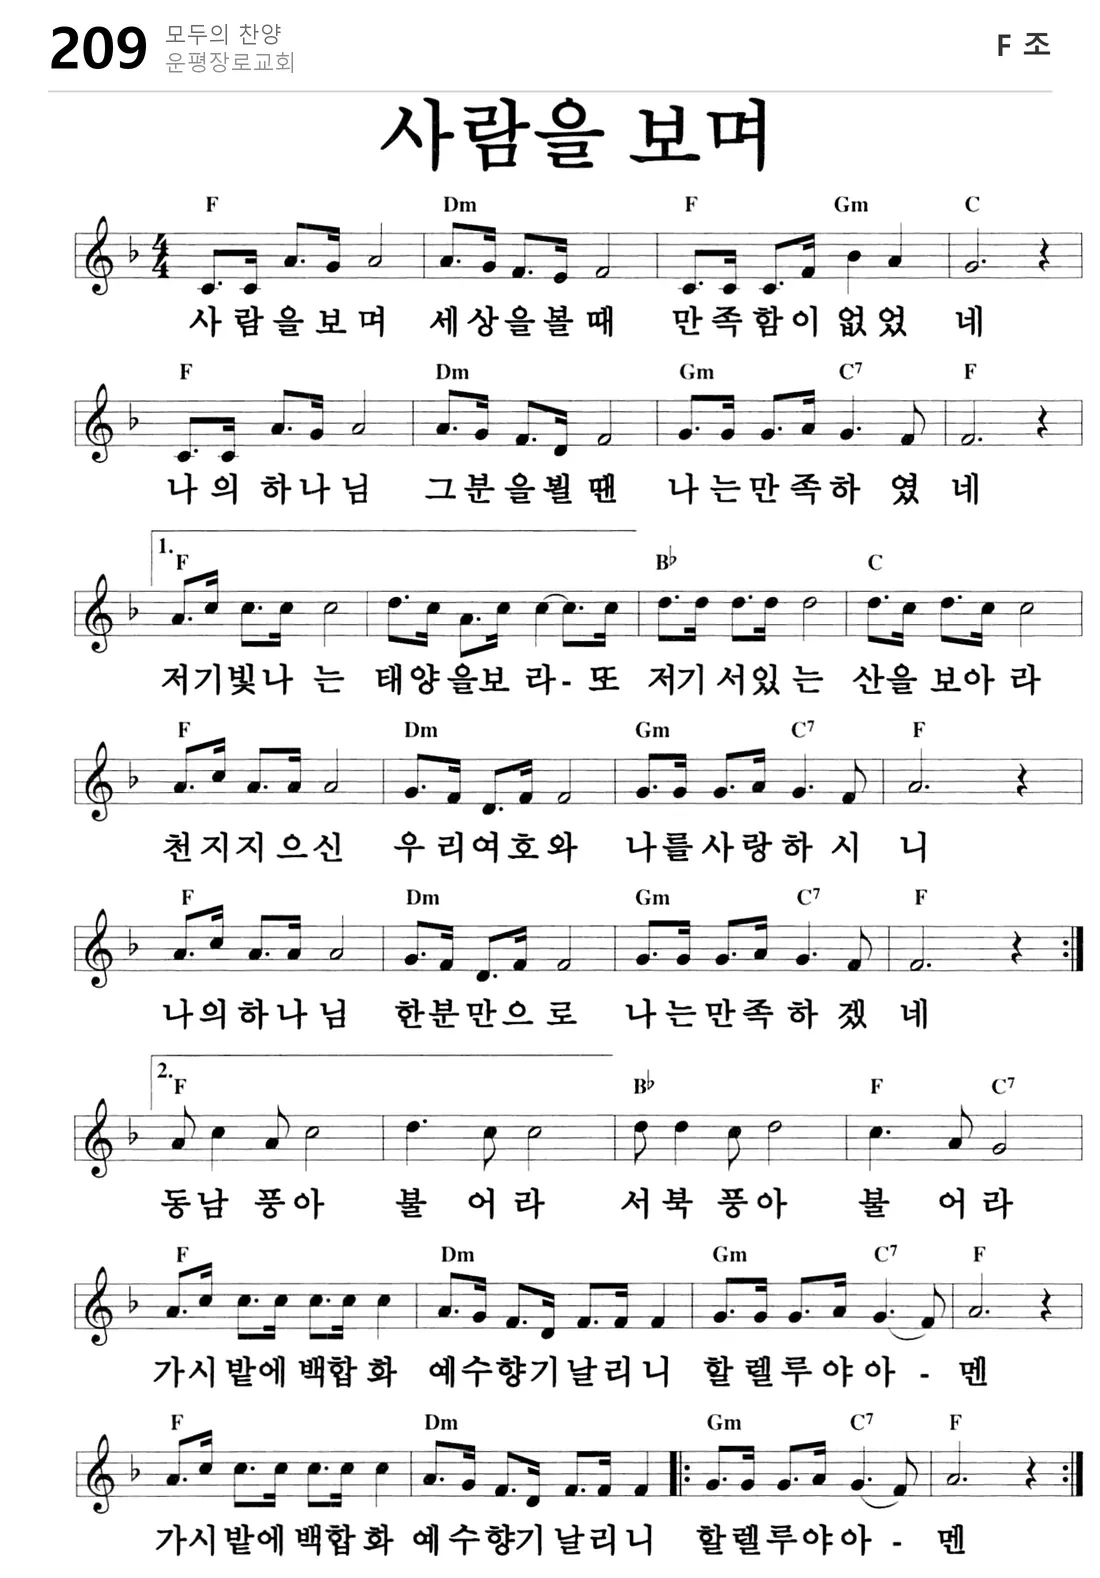 209 모두의 찬양 F 조
운평장로교회
사람을 보며
F Dm F Gm C
4
4
사람을보며 세상을볼때 만족함이 없었 네
F Dm Gm C7 F
나의 하나님 그분을뵐땐 나는만족하 였 네
1.
F B♭ C
저기빛나 는 태양을보 라- 또 저기 서있 는 산을 보아 라
F Dm Gm C7 F
천지지으신 우리여호와 나를사랑하 시 니
F Dm Gm C7 F
나의하나님 한분만으로 나는만족하 겠 네
2.
F B♭ F C7
동남 풍아 불 어 라 서북 풍아 불 어 라
F Dm Gm C7 F
가시밭에 백합화 예수향기날리니 할렐루야아 - 멘
F Dm Gm C7 F
가시밭에 백합화 예수향기날리니 할렐루야아 - 멘